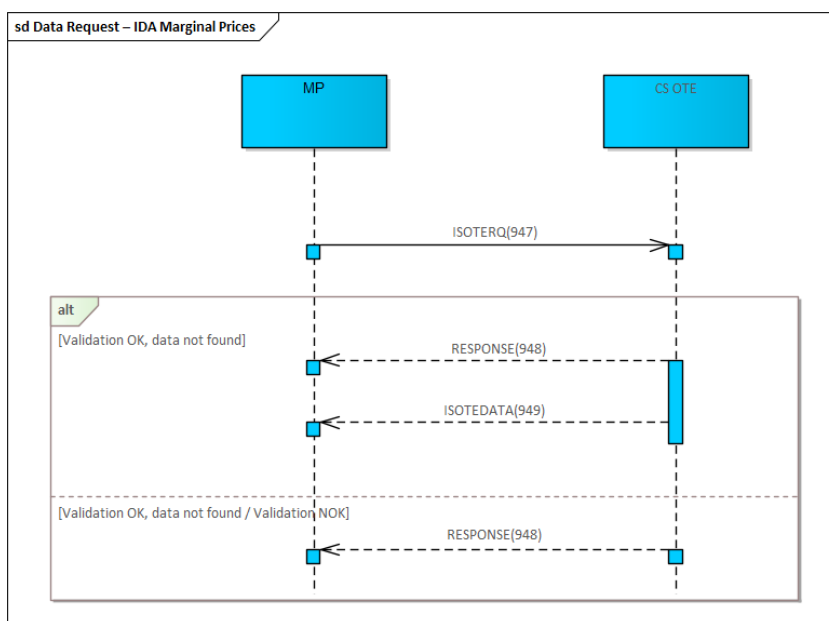 sd Data Request – IDA Marginal Prices
MP
CS OTE
ISOTERQ(947)
alt
[Validation OK, data not found]
RESPONSE(948)
ISOTEDATA(949)
[Validation OK, data not found / Validation NOK]
RESPONSE(948)